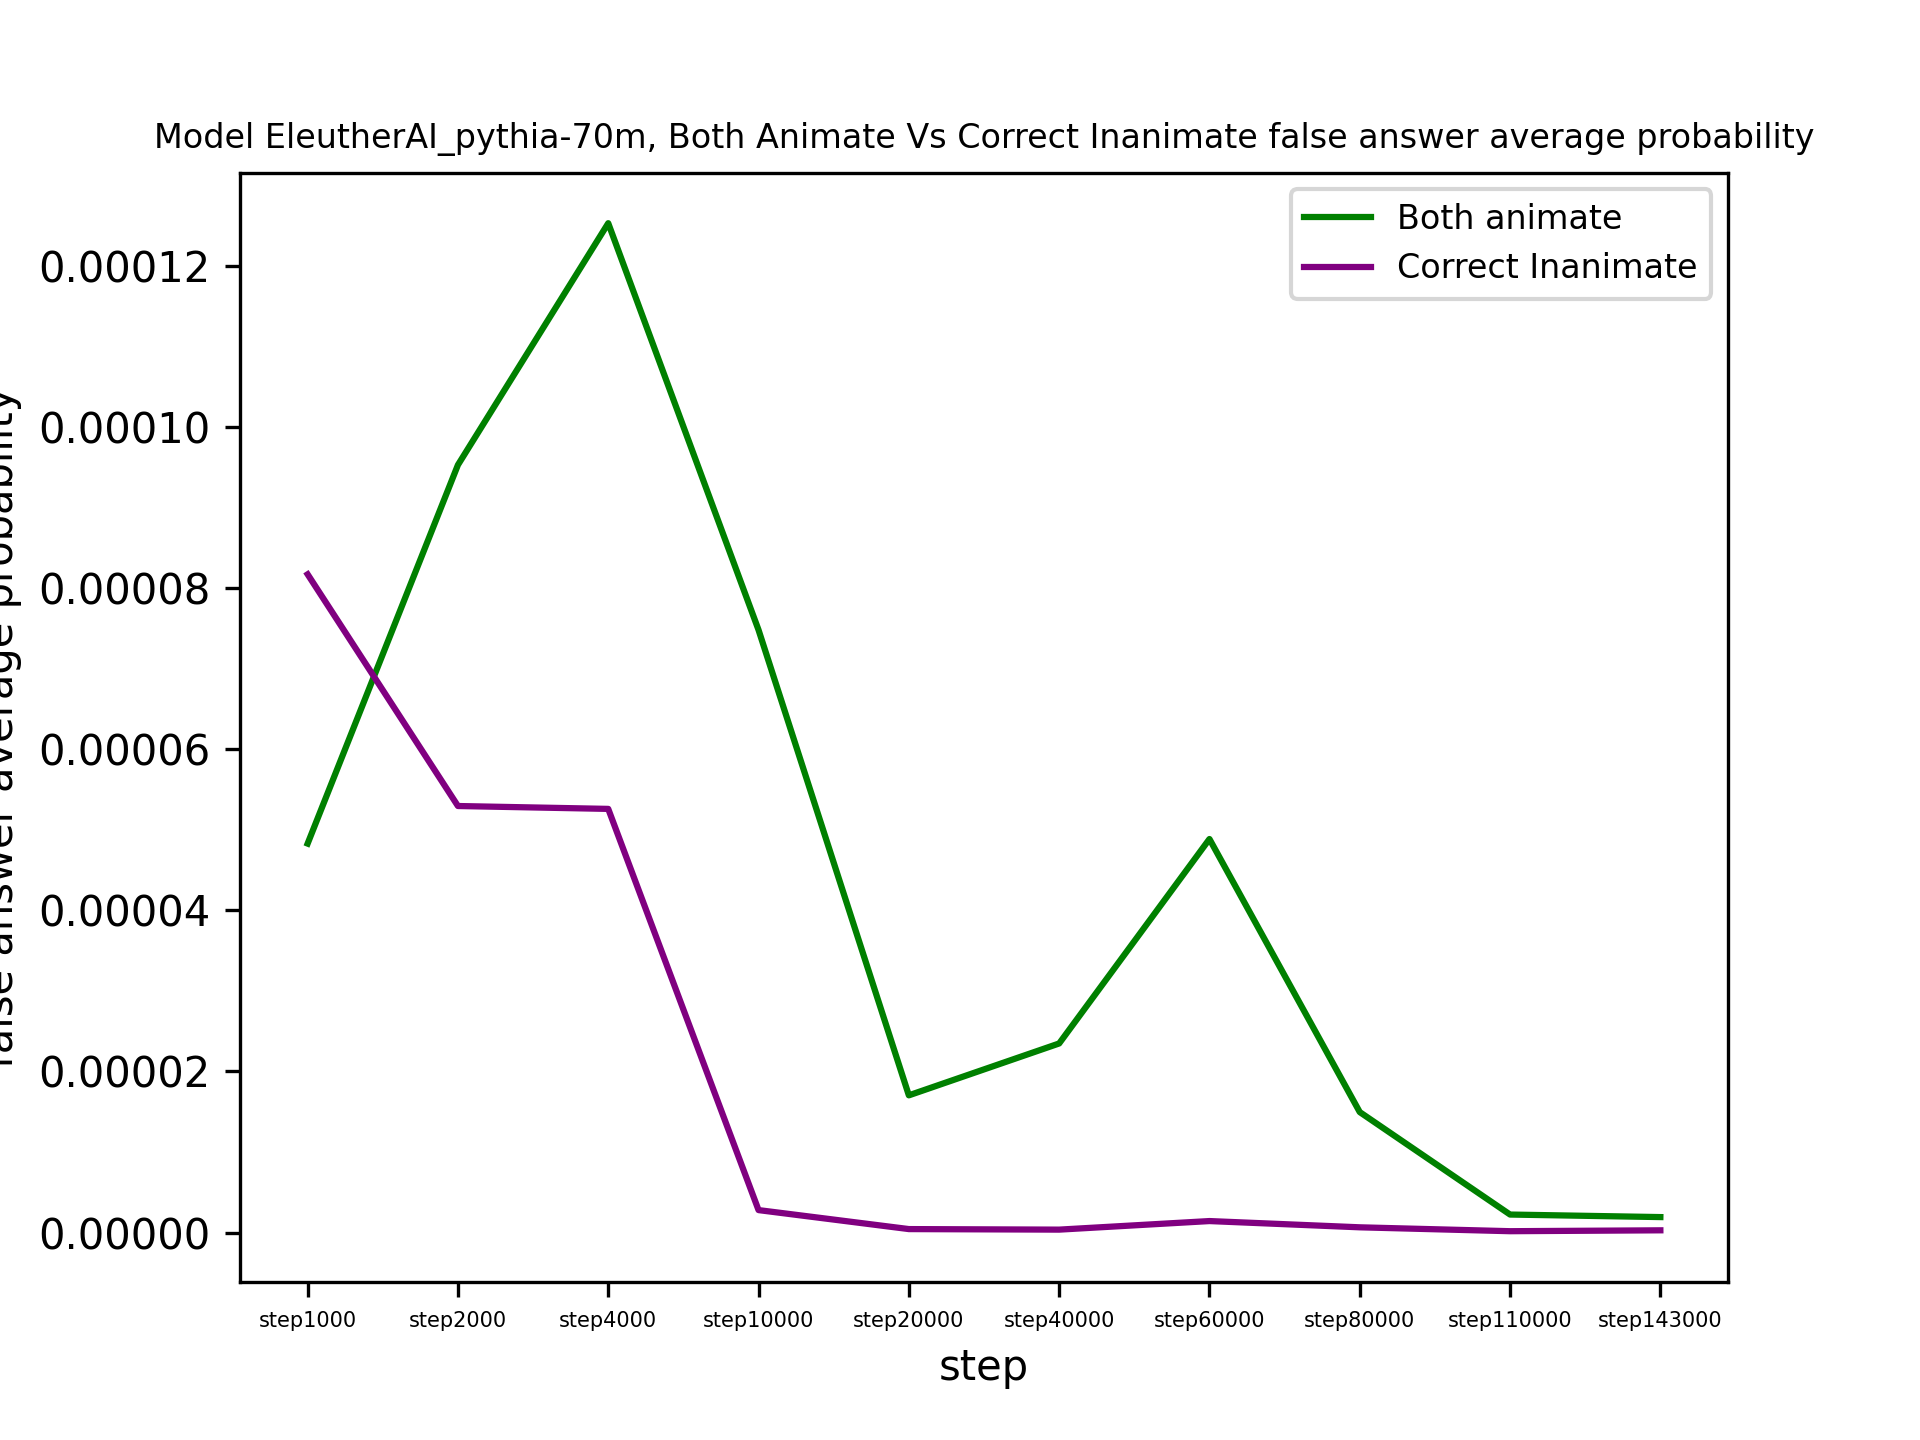 Model EleutherAI_pythia-70m, Both Animate Vs Correct Inanimate false answer average probability
Both animate
Correct Inanimate
0.00012
0.00010
0.00008
0.00006
0.00004
0.00002
0.00000
false answer average probability
step1000 step2000 step4000 step10000 step20000 step40000 step60000 step80000 step110000 step143000
step